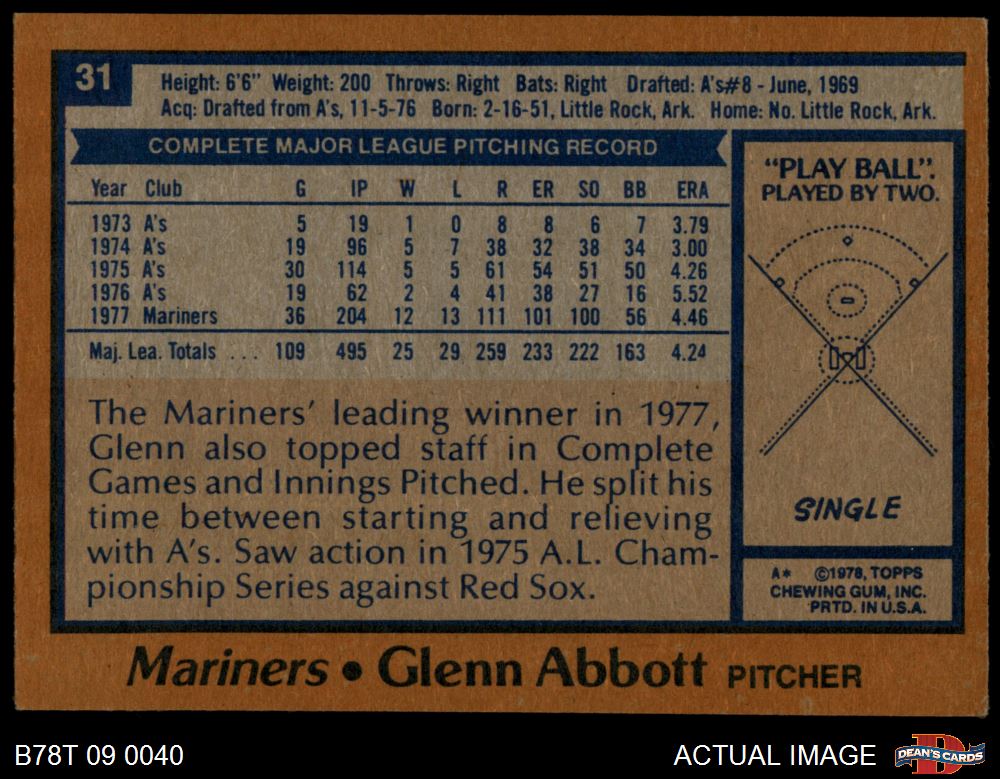 31
Height: 6'6" Weight: 200 Throws: Right Bats: Right Drafted: A's#8 - June, 1969
Acq: Drafted from A's, 11-5-76 Born: 2-16-51, Little Rock, Ark. Home: No. Little Rock, Ark.
COMPLETE MAJOR LEAGUE PITCHING RECORD
Year Club G IP W L R ER SO BB ERA
1973 A's 5 19 1 0 8 8 6 7 3.79
1974 A's 19 96 5 7 38 32 38 34 3.00
1975 A's 30 114 5 5 61 54 51 50 4.26
1976 A's 19 62 2 4 41 38 27 16 5.52
1977 Mariners 36 204 12 13 111 101 100 56 4.46
Maj. Lea. Totals ... 109 495 25 29 259 233 222 163 4.24
The Mariners' leading winner in 1977,
Glenn also topped staff in Complete
Games and Innings Pitched. He split his
time between starting and relieving
with A's. Saw action in 1975 A.L. Cham-
pionship Series against Red Sox.
"PLAY BALL".
PLAYED BY TWO.
SINGLE
A* ©1978, TOPPS
CHEWING GUM, INC.
PRTD. IN U.S.A.
Mariners • Glenn Abbott PITCHER
B78T 09 0040
ACTUAL IMAGE
DEAN'S CARDS